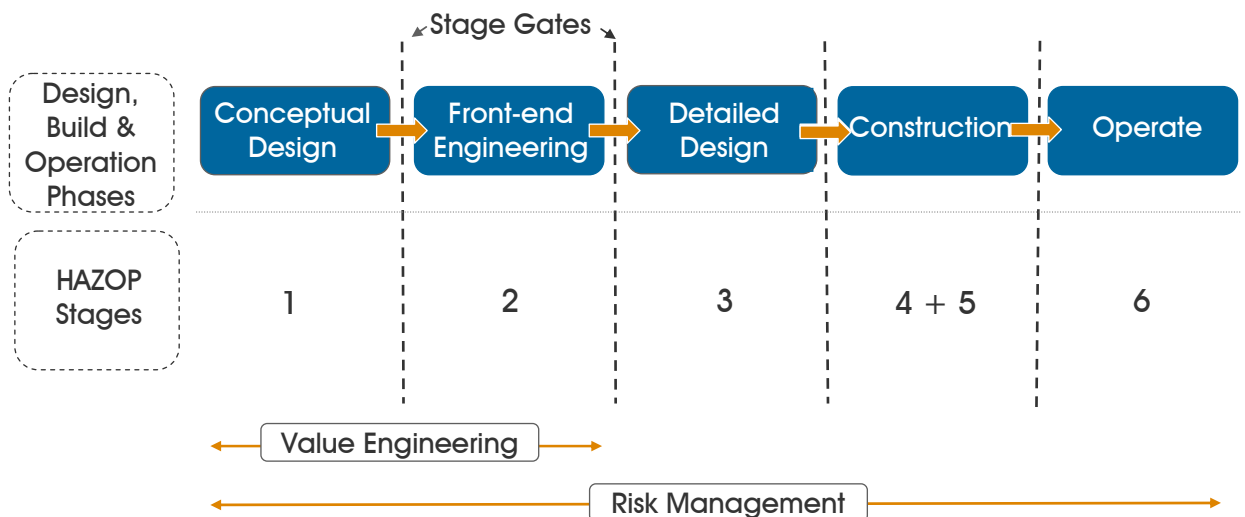 Stage Gates
Design,
Build &
Operation
Phases
Conceptual
Design
Front-end
Engineering
Detailed
Design
Construction
Operate
HAZOP
Stages
1
2
3
4 + 5
6
Value Engineering
Risk Management